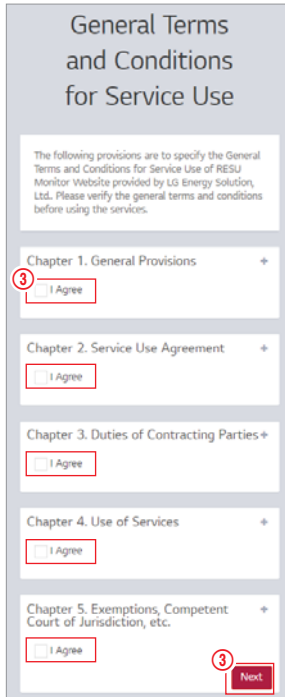 General Terms
and Conditions
for Service Use
The following provisions are to specify the General
Terms and Conditions for Service Use of RESU
Monitor Website provided by LG Energy Solution,
Ltd.. Please verify the general terms and conditions
before using the services.
Chapter 1. General Provisions +
③
I Agree
Chapter 2. Service Use Agreement +
I Agree
Chapter 3. Duties of Contracting Parties+
I Agree
Chapter 4. Use of Services +
I Agree
Chapter 5. Exemptions, Competent +
Court of Jurisdiction, etc.
I Agree
③
Next